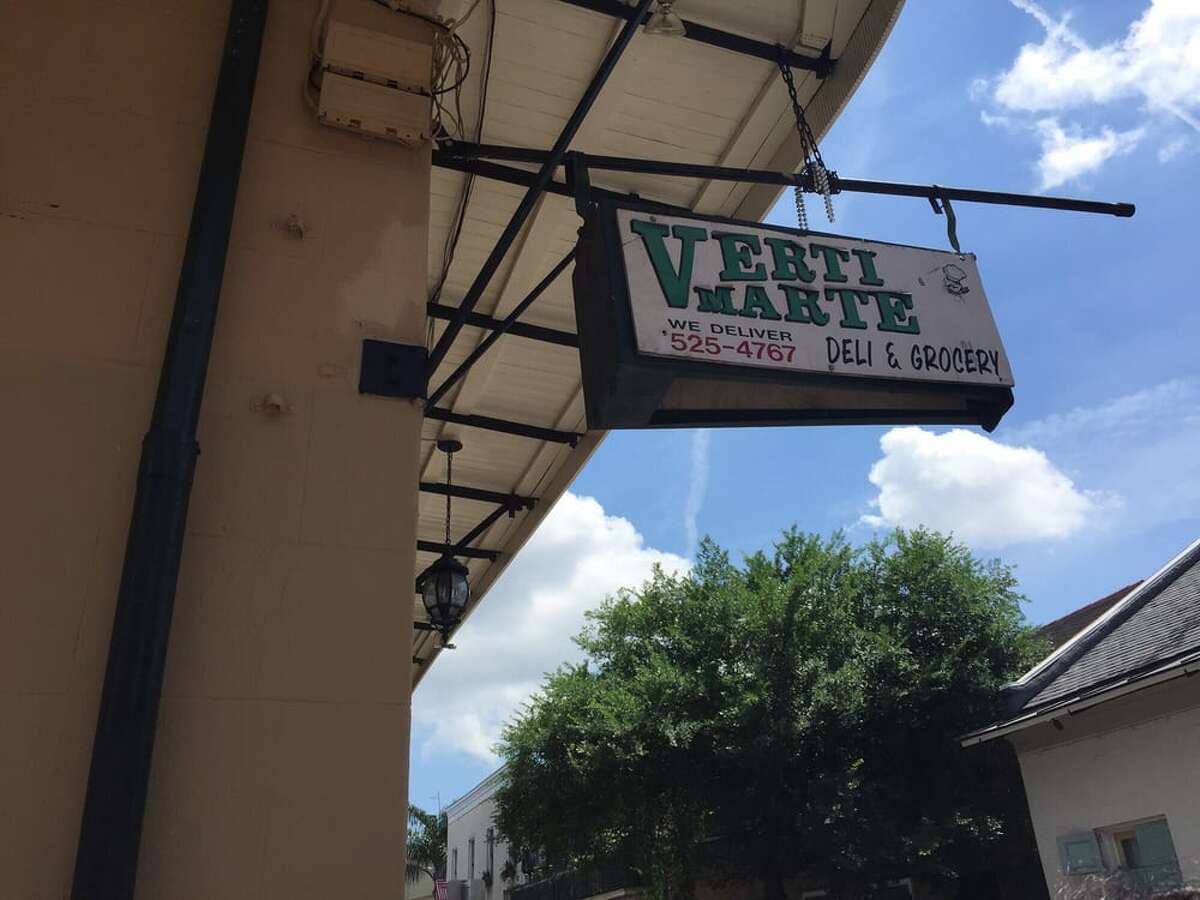 VERTI
MARTE
WE DELIVER
525-4767
DELI & GROCERY